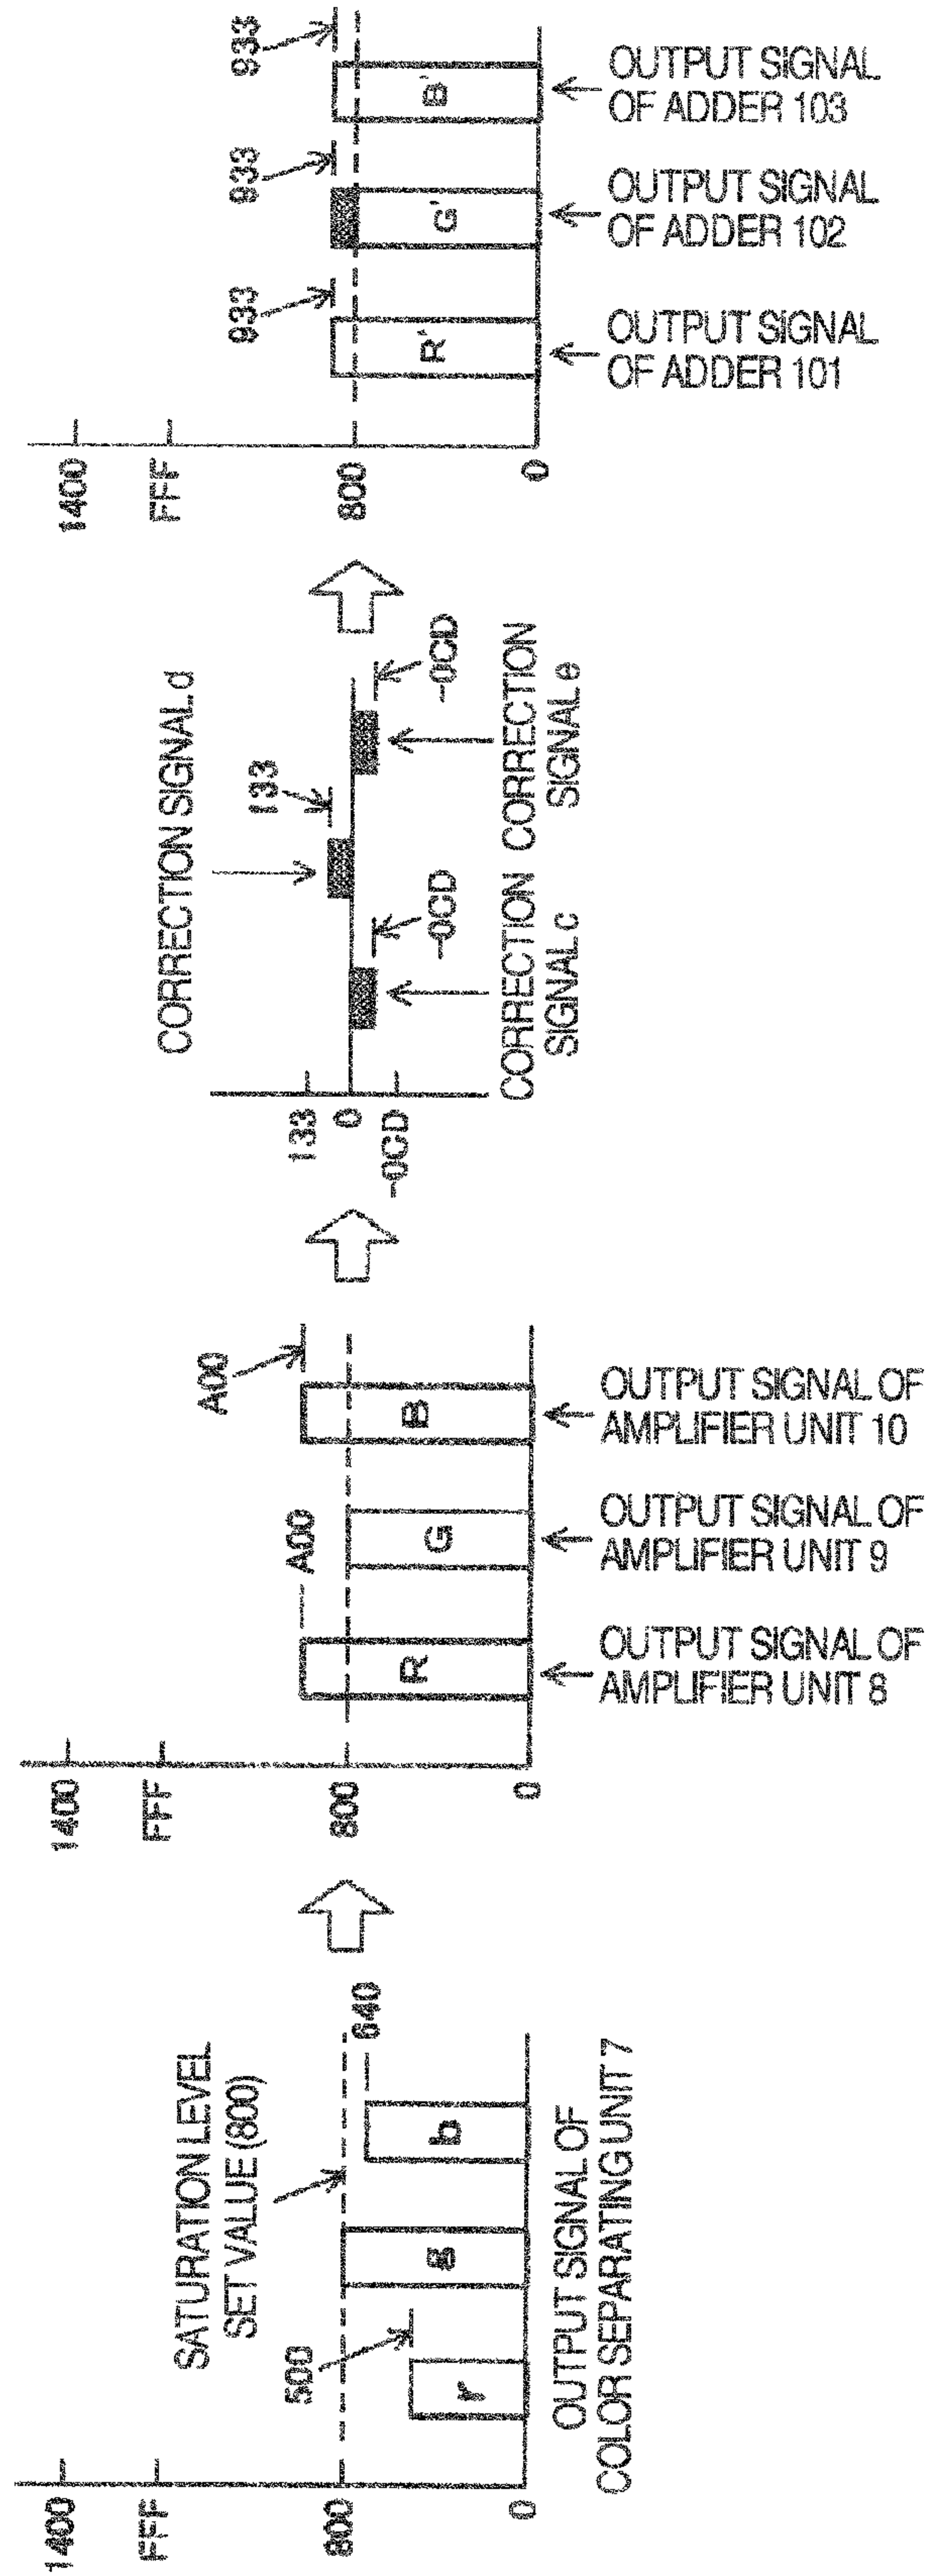 1400
FFF
800
0
SATURATION LEVEL
SET VALUE (800)
500
640
r
g
b
OUTPUT SIGNAL OF
COLOR SEPARATING UNIT 7
1400
FFF
800
0
A00
A00
R
G
B
OUTPUT SIGNAL OF
AMPLIFIER UNIT 8
OUTPUT SIGNAL OF
AMPLIFIER UNIT 9
OUTPUT SIGNAL OF
AMPLIFIER UNIT 10
CORRECTION SIGNAL d
133
0
-0CD
133
-0CD
-0CD
CORRECTION
SIGNAL c
CORRECTION
SIGNAL e
1400
FFF
800
0
933
933
933
R'
G'
B'
OUTPUT SIGNAL
OF ADDER 101
OUTPUT SIGNAL
OF ADDER 102
OUTPUT SIGNAL
OF ADDER 103